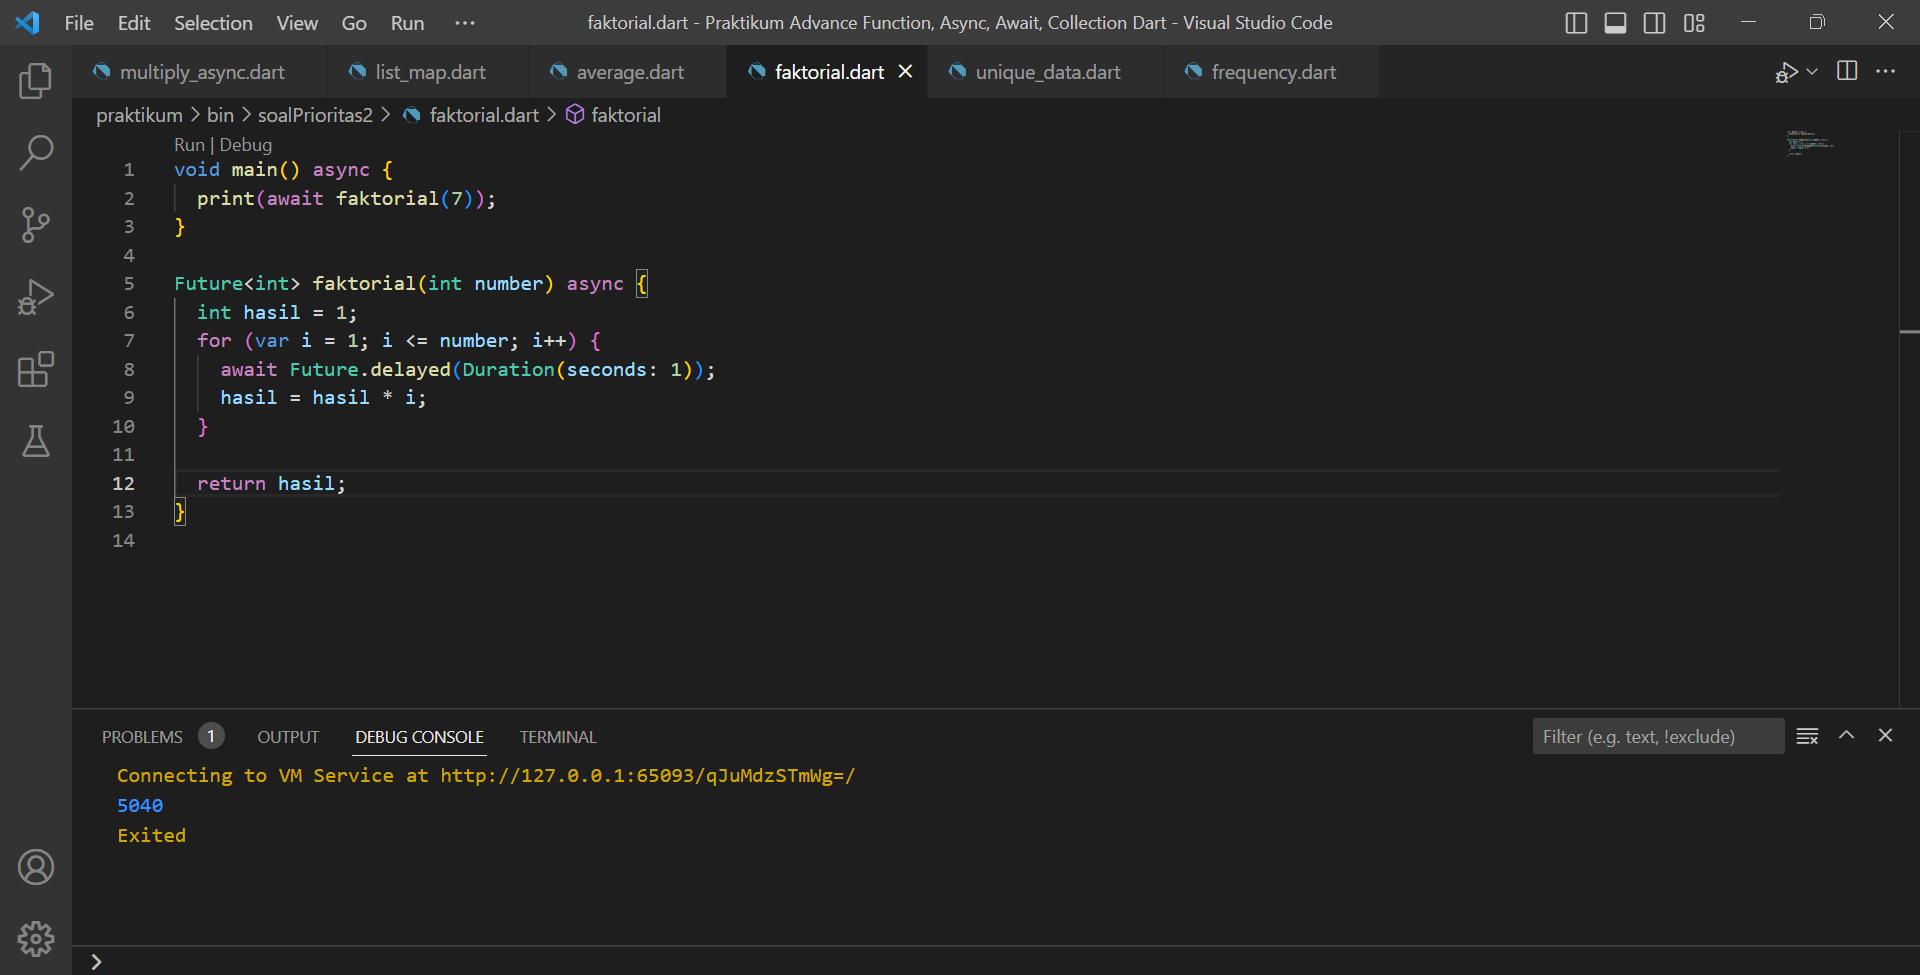 File Edit Selection View Go Run ··· faktorial.dart - Praktikum Advance Function, Async, Await, Collection Dart - Visual Studio Code
multiply_async.dart list_map.dart average.dart faktorial.dart unique_data.dart frequency.dart
praktikum > bin > soalPrioritas2 > faktorial.dart > faktorial
Run | Debug
1 void main() async {
2   print(await faktorial(7));
3 }
4
5 Future<int> faktorial(int number) async {
6   int hasil = 1;
7   for (var i = 1; i <= number; i++) {
8     await Future.delayed(Duration(seconds: 1));
9     hasil = hasil * i;
10   }
11
12   return hasil;
13 }
14
PROBLEMS 1 OUTPUT DEBUG CONSOLE TERMINAL Filter (e.g. text, !exclude)
Connecting to VM Service at http://127.0.0.1:65093/qJuMdzSTmWg=/
5040
Exited
>